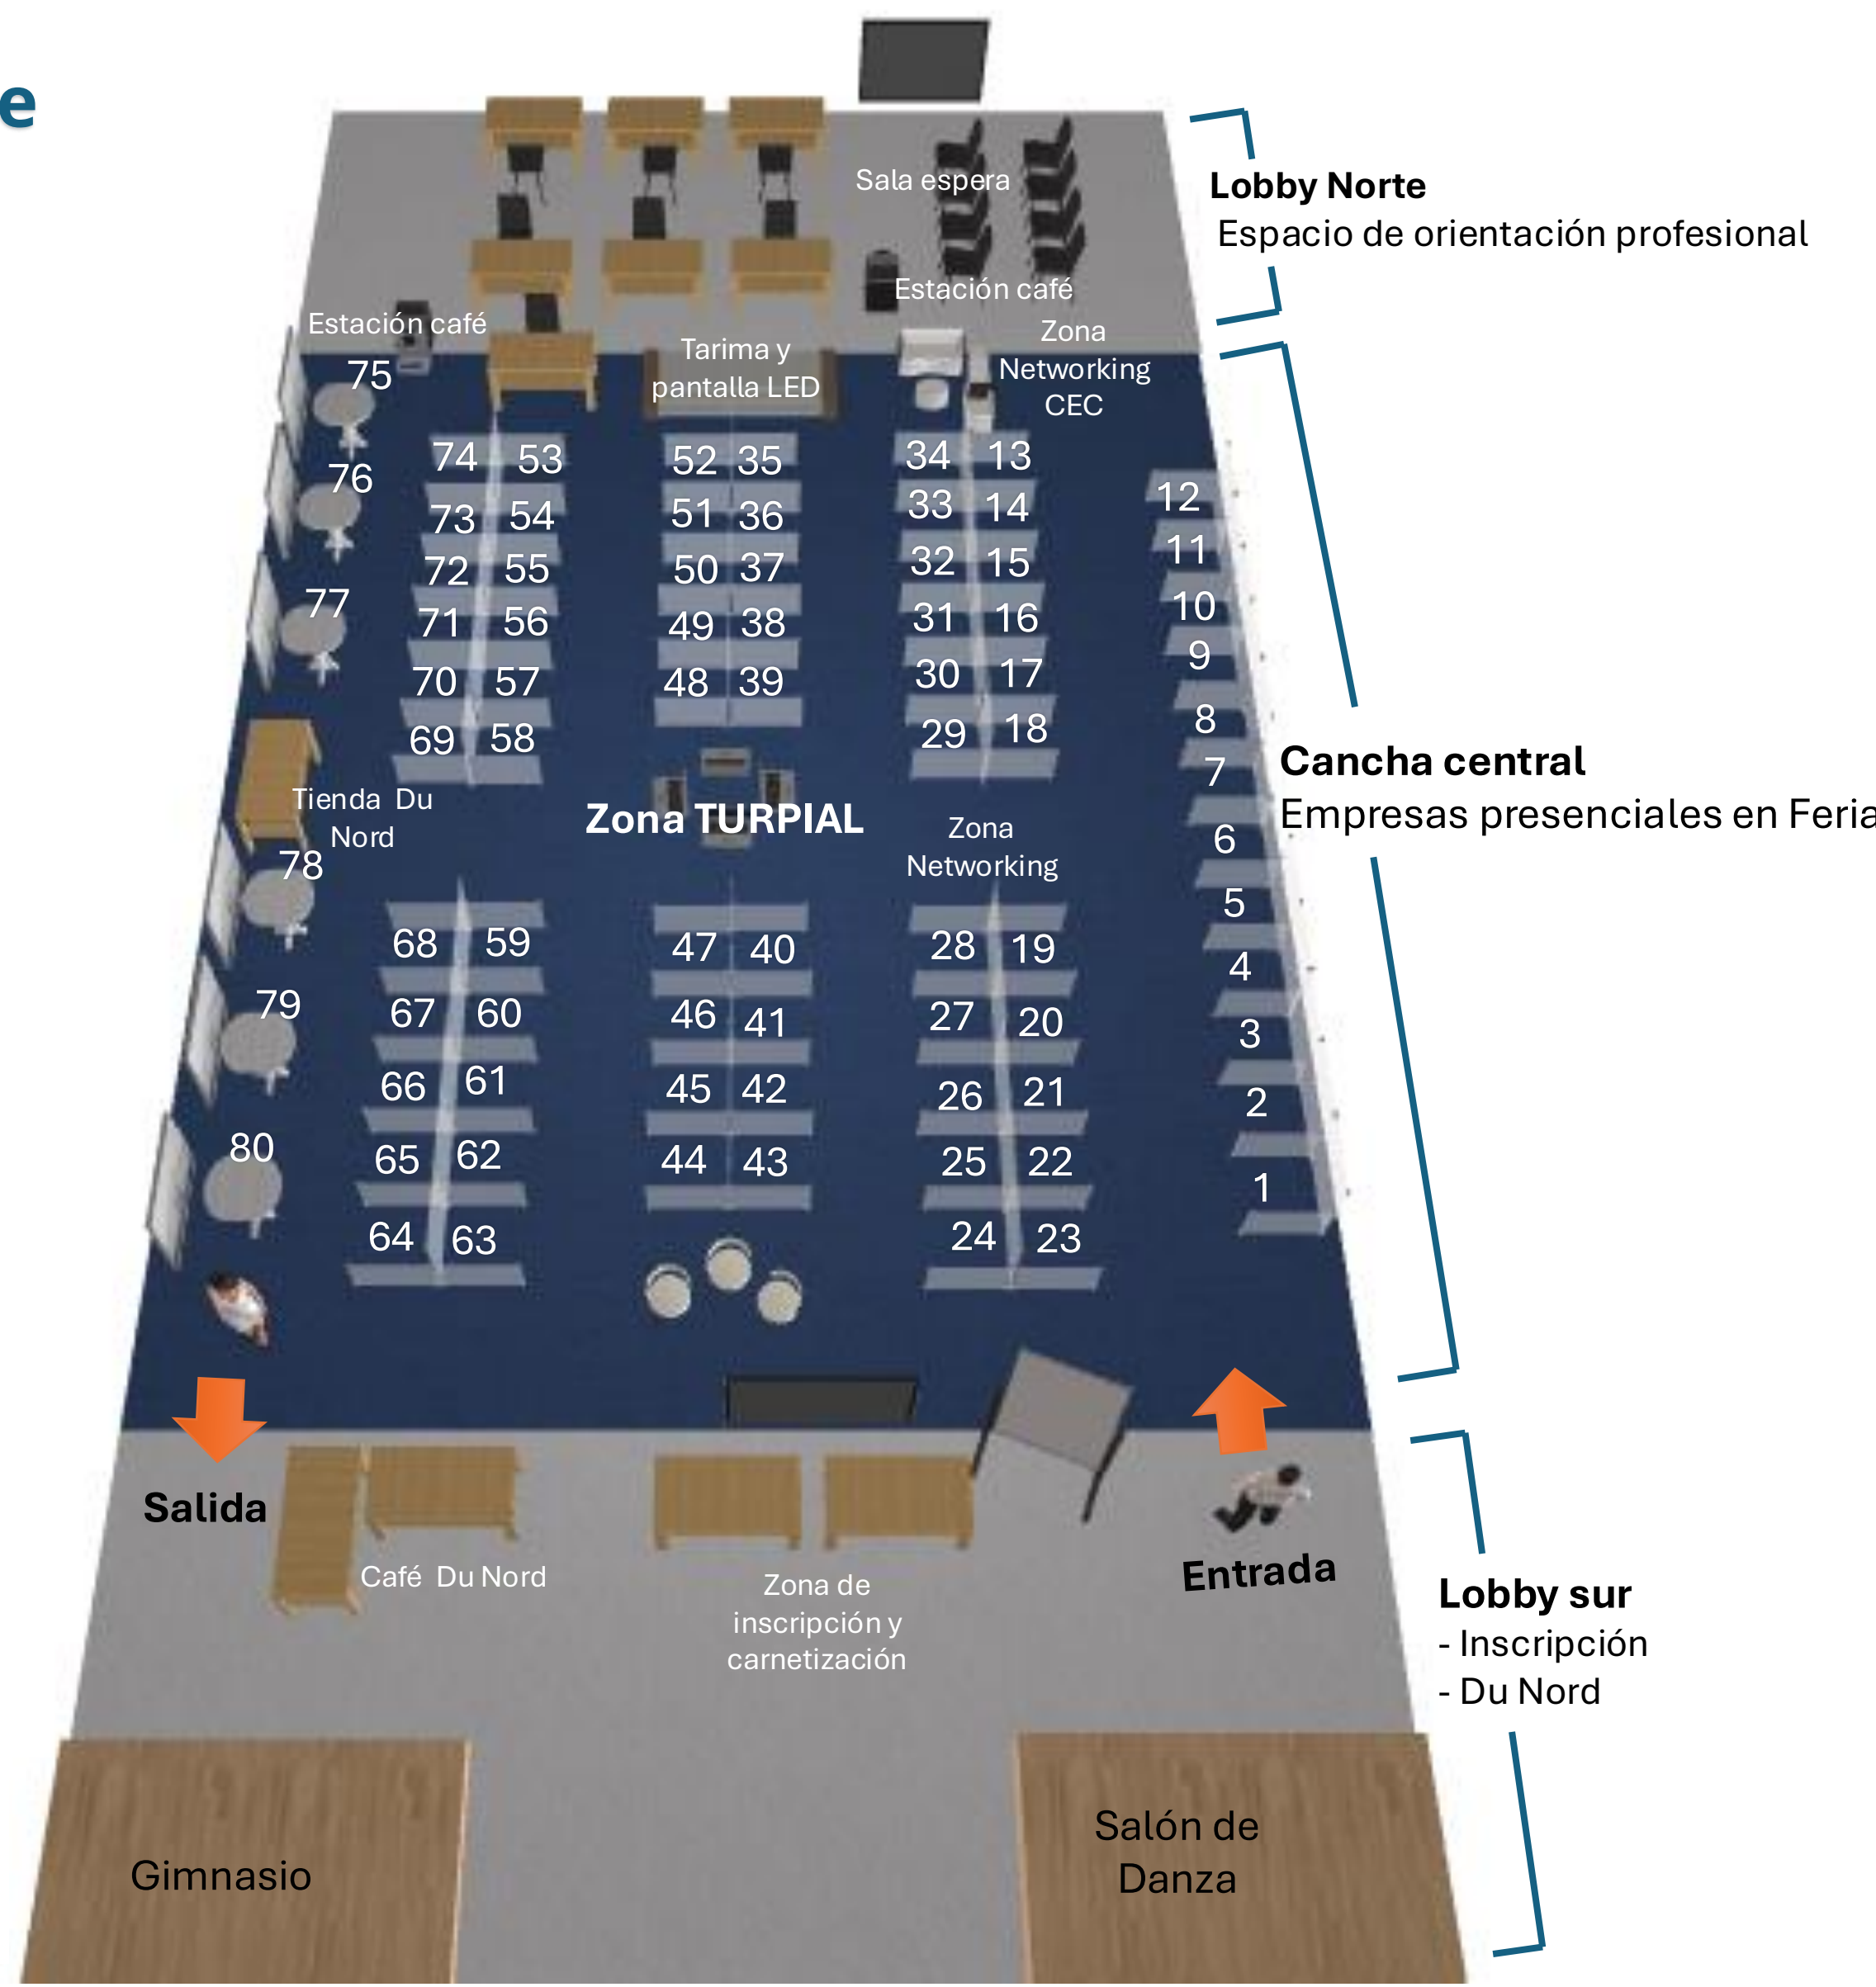 e
Sala espera
Lobby Norte
Espacio de orientación profesional
Estación café
Estación café
Zona
Networking
CEC
Tarima y
pantalla LED
75
74 53
52 35
34 13
76
12
73 54
51 36
33 14
11
72 55
50 37
32 15
77
10
71 56
49 38
31 16
9
70 57
48 39
30 17
8
69 58
29 18
7
Cancha central
Empresas presenciales en Feria
Tienda Du
Nord
Zona TURPIAL
Zona
Networking
6
78
5
68 59
47 40
28 19
4
79
67 60
46 41
27 20
3
66 61
45 42
26 21
2
80
65 62
44 43
25 22
1
64 63
24 23
Salida
Café Du Nord
Zona de
inscripción y
carnetización
Entrada
Lobby sur
- Inscripción
- Du Nord
Gimnasio
Salón de
Danza